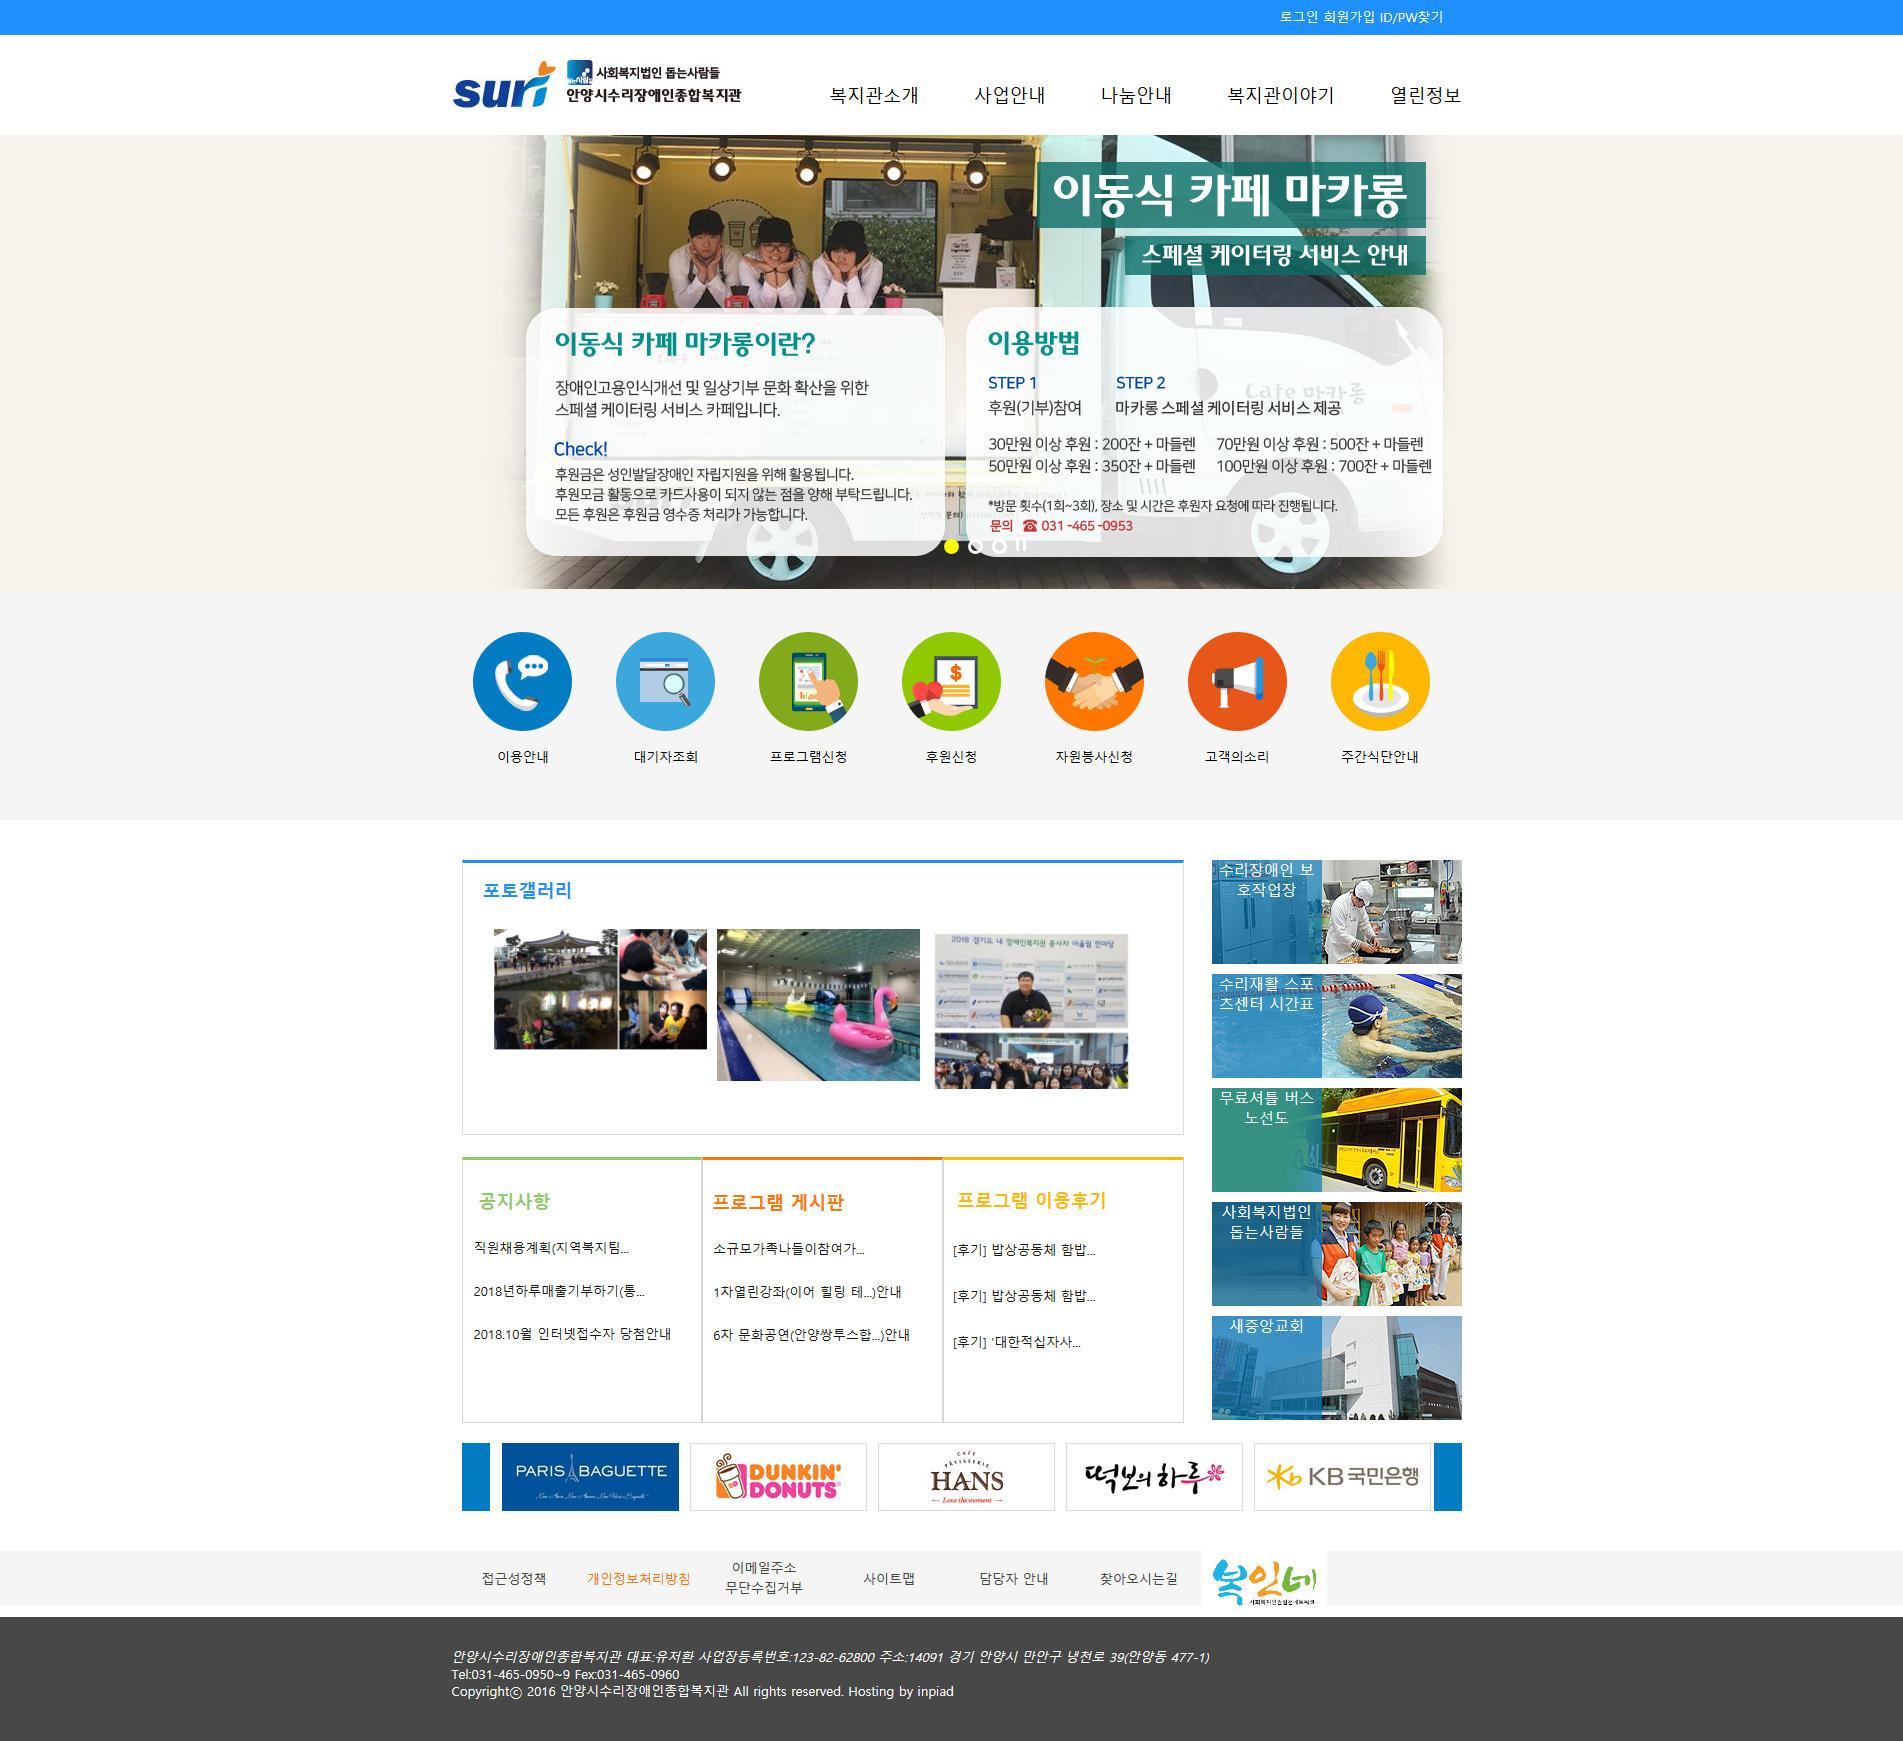 로그인 회원가입 ID/PW찾기
suri 사회복지법인 돕는사람들
안양시수리장애인종합복지관
복지관소개 사업안내 나눔안내 복지관이야기 열린정보
이동식 카페 마카롱
스페셜 케이터링 서비스 안내
이동식 카페 마카롱이란?
장애인고용인식개선 및 일상기부 문화 확산을 위한
스페셜 케이터링 서비스 카페입니다.
Check!
후원금은 성인발달장애인 자립지원을 위해 활용됩니다.
후원모금 활동으로 카드사용이 되지 않는 점을 양해 부탁드립니다.
모든 후원은 후원금 영수증 처리가 가능합니다.
이용방법
STEP 1 STEP 2
후원(기부)참여 마카롱 스페셜 케이터링 서비스 제공
30만원 이상 후원 : 200잔 + 마들렌 70만원 이상 후원 : 500잔 + 마들렌
50만원 이상 후원 : 350잔 + 마들렌 100만원 이상 후원 : 700잔 + 마들렌
*방문 횟수(1회~3회), 장소 및 시간은 후원자 요청에 따라 진행됩니다.
문의 ☎ 031-465-0953
Cafe 마카롱
이용안내 대기자조회 프로그램신청 후원신청 자원봉사신청 고객의소리 주간식단안내
포토갤러리
2018 경기도 내 장애인복지관 종사자 어울림 한마당
수리장애인 보
호작업장
수리재활 스포
츠센터 시간표
무료셔틀 버스
노선도
사회복지법인
돕는사람들
새중앙교회
공지사항
직원채용계획(지역복지팀...
2018년하루매출기부하기(통...
2018.10월 인터넷접수자 당첨안내
프로그램 게시판
소규모가족나들이참여가...
1차열린강좌(이어 힐링 테...)안내
6차 문화공연(안양쌍투스합...)안내
프로그램 이용후기
[후기] 밥상공동체 함밥...
[후기] 밥상공동체 함밥...
[후기] '대한적십자사...
PARIS BAGUETTE
DUNKIN'
DONUTS
CAFE
PÂTISSERIE
HANS
Love the moment
떡보의하루
KB 국민은행
접근성정책 개인정보처리방침 이메일주소
무단수집거부 사이트맵 담당자 안내 찾아오시는길
복인네
안양시수리장애인종합복지관 대표:유저환 사업장등록번호:123-82-62800 주소:14091 경기 안양시 만안구 냉천로 39(안양동 477-1)
Tel:031-465-0950~9 Fex:031-465-0960
Copyrightⓒ 2016 안양시수리장애인종합복지관 All rights reserved. Hosting by inpiad